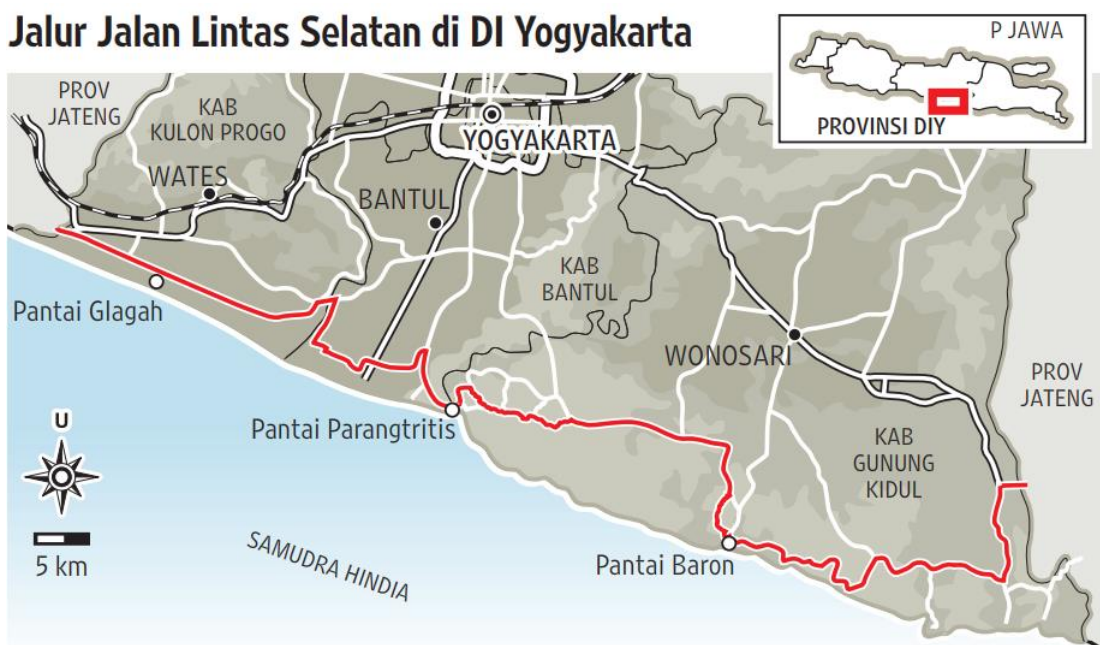 Jalur Jalan Lintas Selatan di DI Yogyakarta
P JAWA
PROVINSI DIY
PROV
JATENG
KAB
KULON PROGO
YOGYAKARTA
WATES
BANTUL
KAB
BANTUL
Pantai Glagah
WONOSARI
PROV
JATENG
Pantai Parangtritis
KAB
GUNUNG
KIDUL
U
5 km
SAMUDRA HINDIA
Pantai Baron